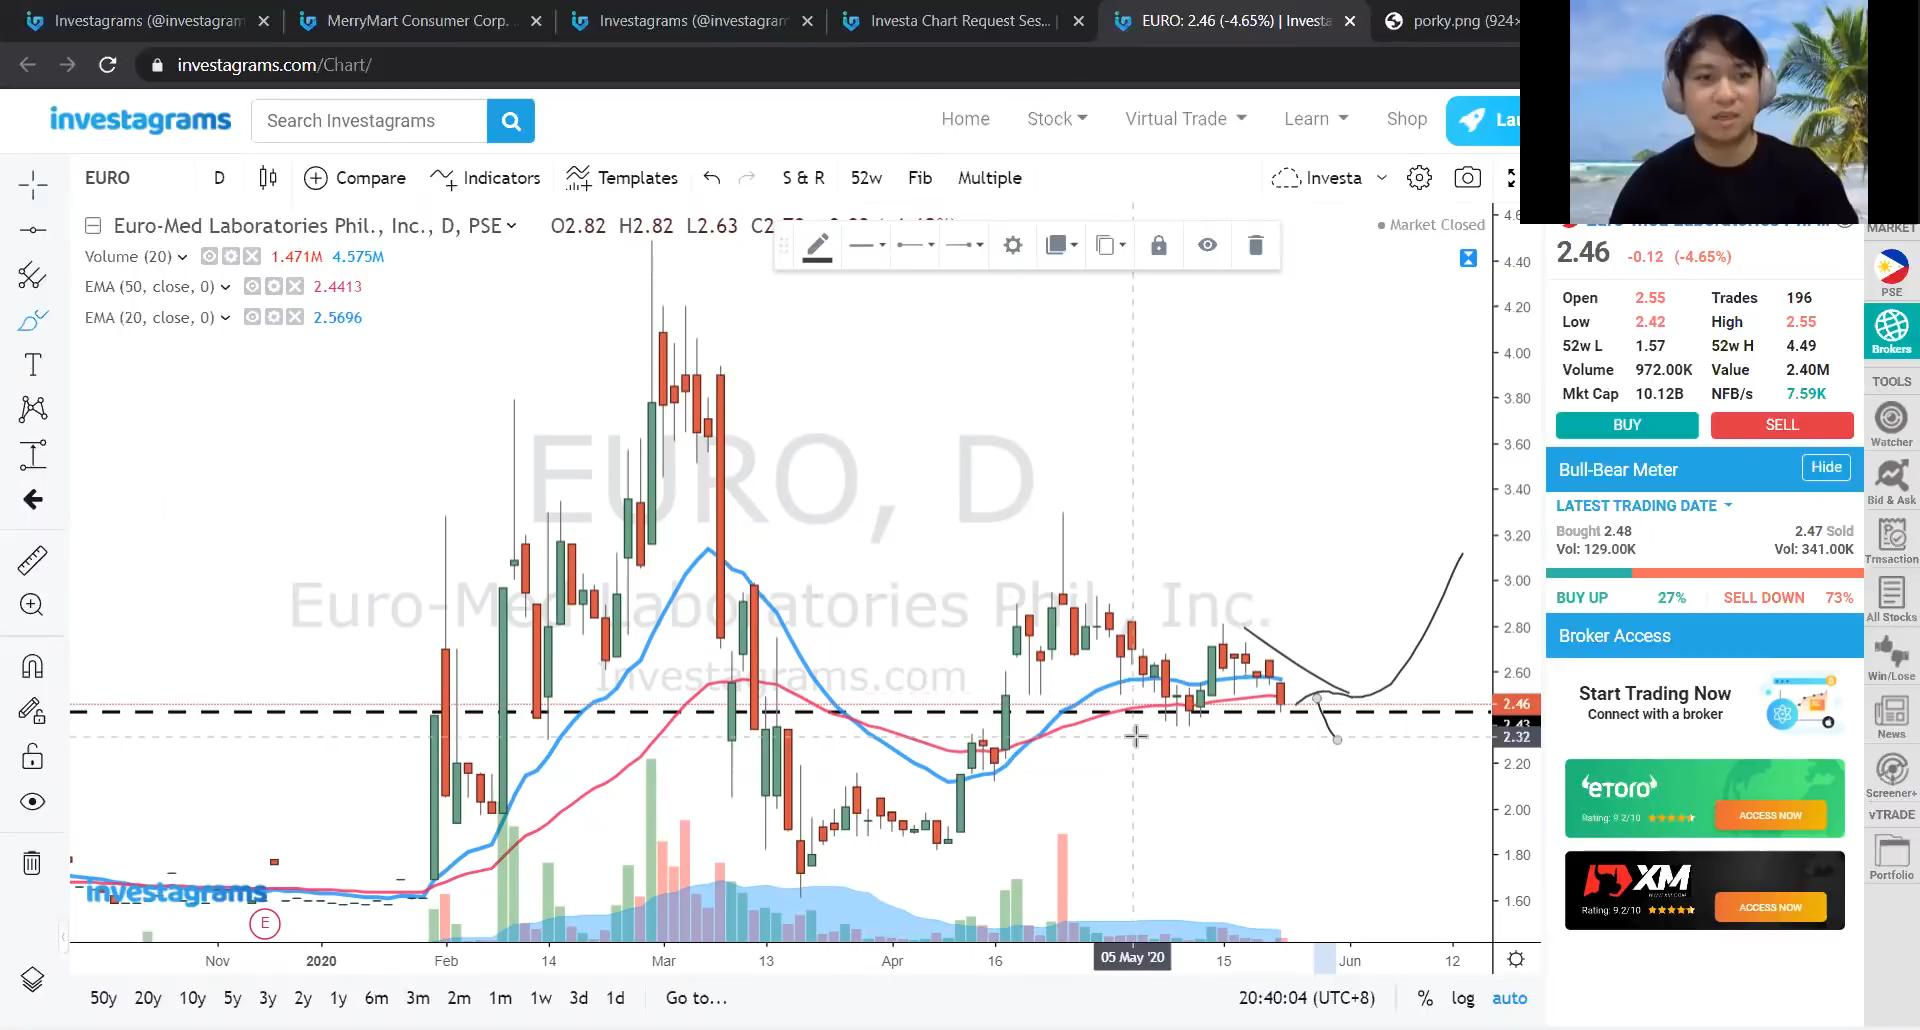 Investagrams (@investagram
MerryMart Consumer Corp.
Investagrams (@investagram
Investa Chart Request Ses...
EURO: 2.46 (-4.65%) | Investa
porky.png (924×
investagrams.com/Chart/
investagrams
Search Investagrams
Home
Stock
Virtual Trade
Learn
Shop
Lau
EURO
D
Compare
Indicators
Templates
S & R
52w
Fib
Multiple
Investa
Euro-Med Laboratories Phil., Inc., D, PSE
O2.82 H2.82 L2.63
Market Closed
Volume (20) 1.471M 4.575M
EMA (50, close, 0) 2.4413
EMA (20, close, 0) 2.5696
EURO, D
Euro-Med Laboratories Phil., Inc.
Investagrams.com
investagrams
E
4.40
4.20
4.00
3.80
3.60
3.40
3.20
3.00
2.80
2.60
2.46
2.43
2.32
2.20
2.00
1.80
1.60
Nov
2020
Feb
14
Mar
13
Apr
16
05 May '20
15
Jun
12
50y 20y 10y 5y 3y 2y 1y 6m 3m 2m 1m 1w 3d 1d
Go to...
20:40:04 (UTC+8)
% log auto
2.46 -0.12 (-4.65%)
Open 2.55 Trades 196
Low 2.42 High 2.55
52w L 1.57 52w H 4.49
Volume 972.00K Value 2.40M
Mkt Cap 10.12B NFB/s 7.59K
BUY
SELL
Bull-Bear Meter
Hide
LATEST TRADING DATE
Bought 2.48 2.47 Sold
Vol: 129.00K Vol: 341.00K
BUY UP 27% SELL DOWN 73%
Broker Access
Start Trading Now
Connect with a broker
eToro
Rating: 9.2/10
ACCESS NOW
XM
Rating: 9.2/10
ACCESS NOW
MARKET
PSE
Brokers
TOOLS
Watcher
Bid & Ask
Trnsaction
All Stocks
Win/Lose
News
Screener+
vTRADE
Portfolio